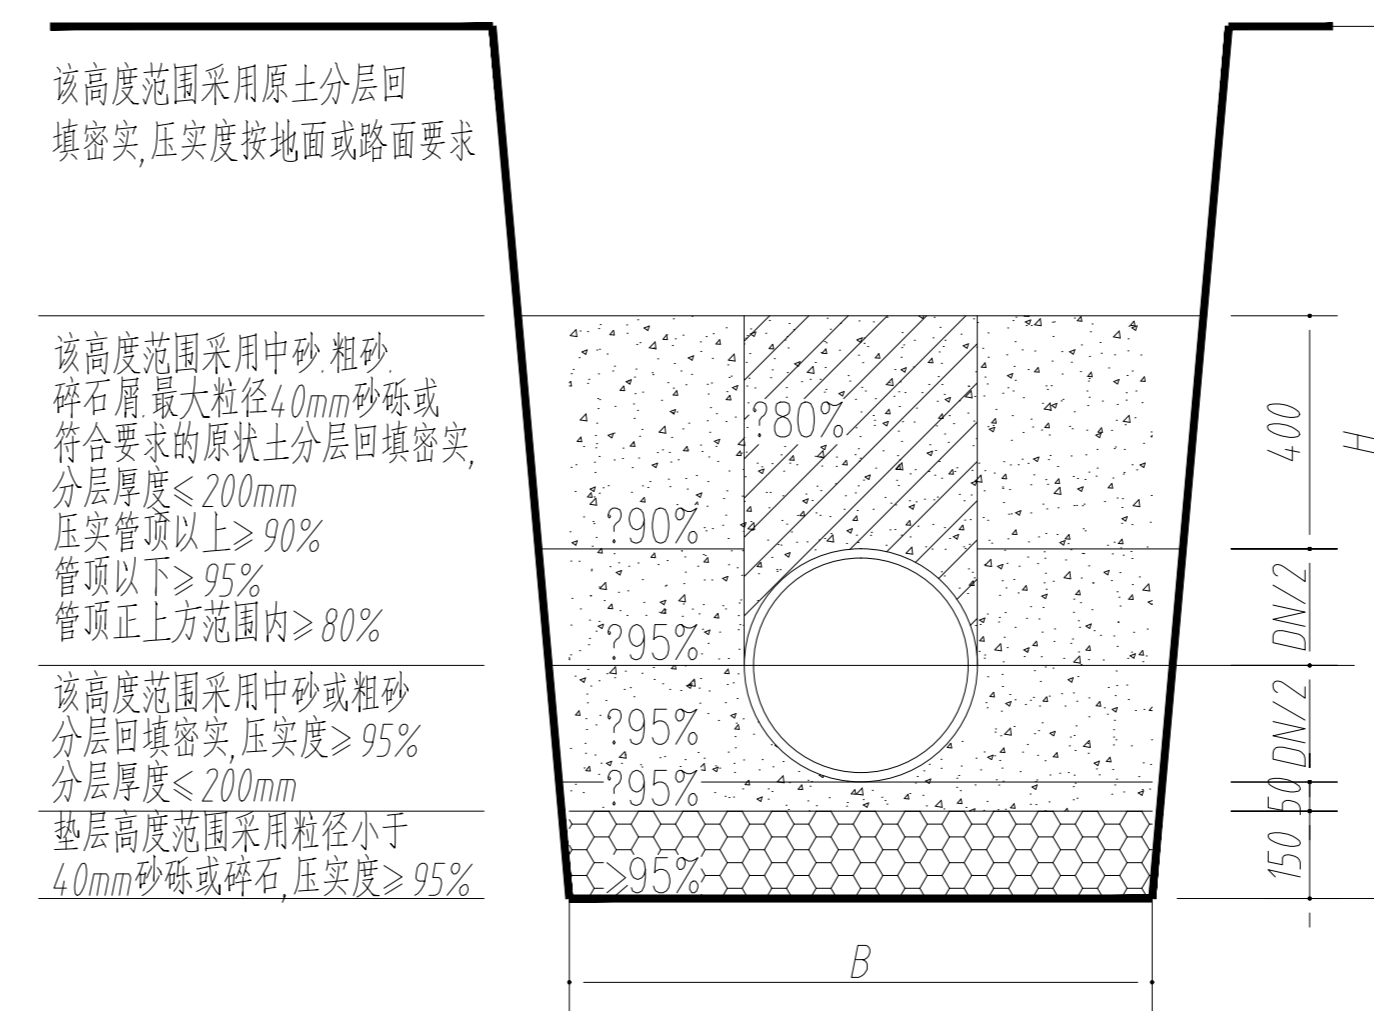 该高度范围采用原土分层回
填密实,压实度按地面或路面要求
该高度范围采用中砂.粗砂.
碎石屑.最大粒径40mm砂砾或
符合要求的原状土分层回填密实,
分层厚度≤200mm
压实管顶以上≥90%
管顶以下≥95%
管顶正上方范围内≥80%
该高度范围采用中砂或粗砂
分层回填密实,压实度≥95%
分层厚度≤200mm
垫层高度范围采用粒径小于
40mm砂砾或碎石,压实度≥95%
?80%
?90%
?95%
?95%
?95%
>95%
400
H
DN/2
DN/2
50
150
B